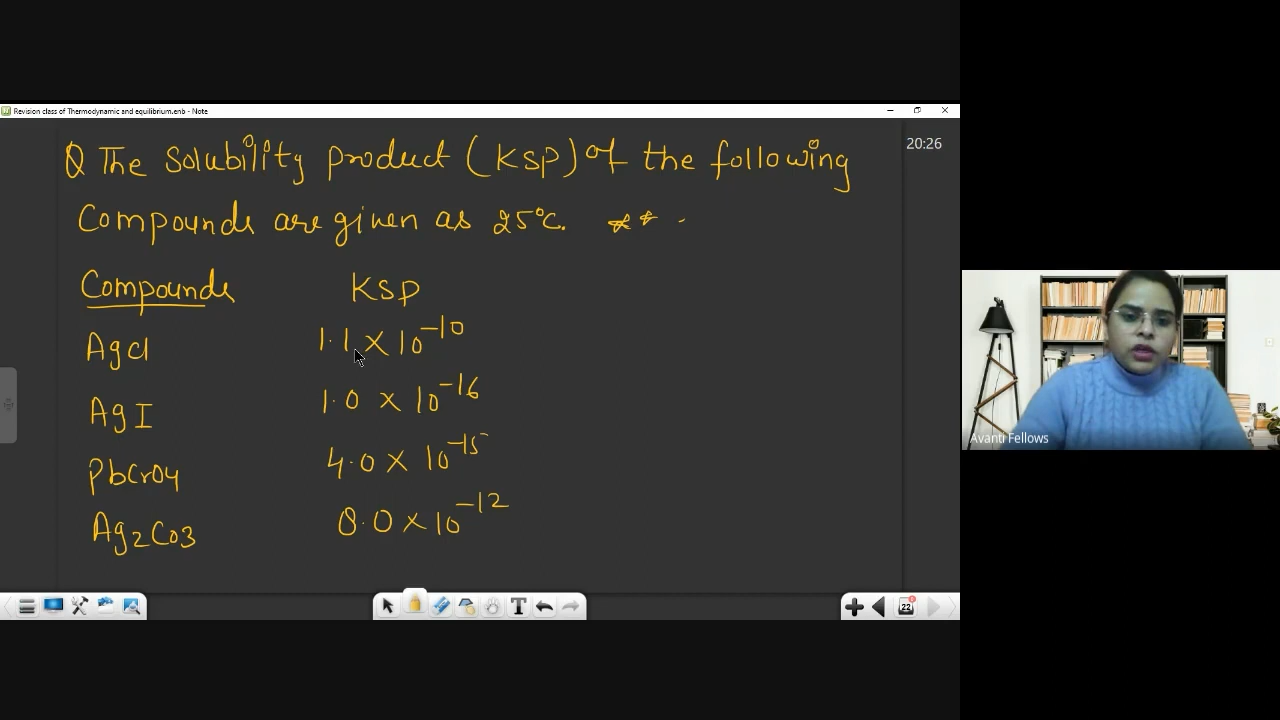 Revision class of Thermodynamic and equilibrium.enb - Note
20:26
Q The Solubility product (KSP) of the following
Compounds are given as 25°C. ** -
Compounds KSP
AgCl 1.1 × 10⁻¹⁰
AgI 1.0 × 10⁻¹⁶
PbCrO4 4.0 × 10⁻¹⁵
Ag2CO3 8.0 × 10⁻¹²
Avanti Fellows
T
22